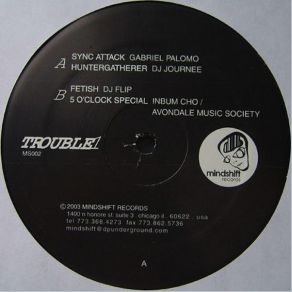 A
SYNC ATTACK GABRIEL PALOMO
HUNTERGATHERER DJ JOURNEE
B
FETISH DJ FLIP
5 O'CLOCK SPECIAL INBUM CHO /
AVONDALE MUSIC SOCIETY
TROUBLE!
MS002
mindshift
records
©2003 MINDSHIFT RECORDS
1400 n honore st. suite 3 chicago il 60622 . usa
tel 773.368.4273 fax 773.862.5736
mindshift@dpunderground.com
A